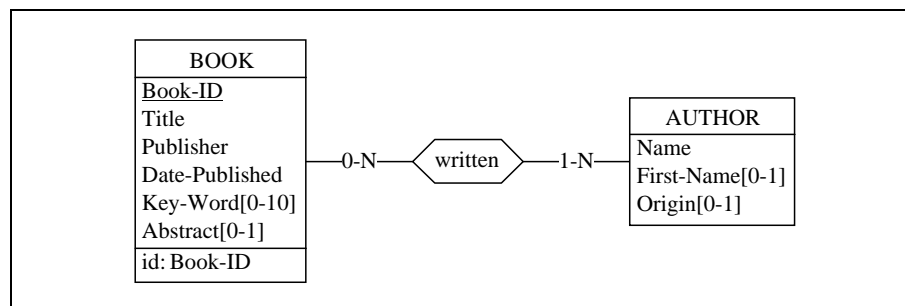 BOOK
Book-ID
Title
Publisher
Date-Published
Key-Word[0-10]
Abstract[0-1]
id: Book-ID
0-N
written
1-N
AUTHOR
Name
First-Name[0-1]
Origin[0-1]